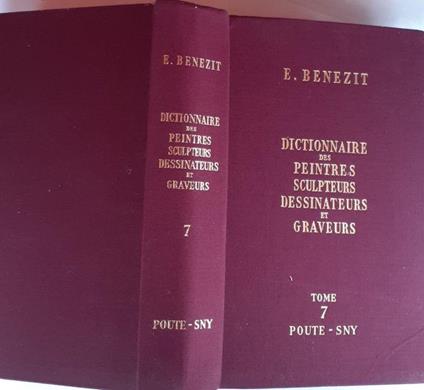 E. BENEZIT
DICTIONNAIRE
DES
PEINTRES
SCULPTEURS
DESSINATEURS
ET
GRAVEURS
7
POUTE - SNY
E. BENEZIT
DICTIONNAIRE
des
PEINTRES
SCULPTEURS
DESSINATEURS
et
GRAVEURS
TOME
7
POUTE - SNY